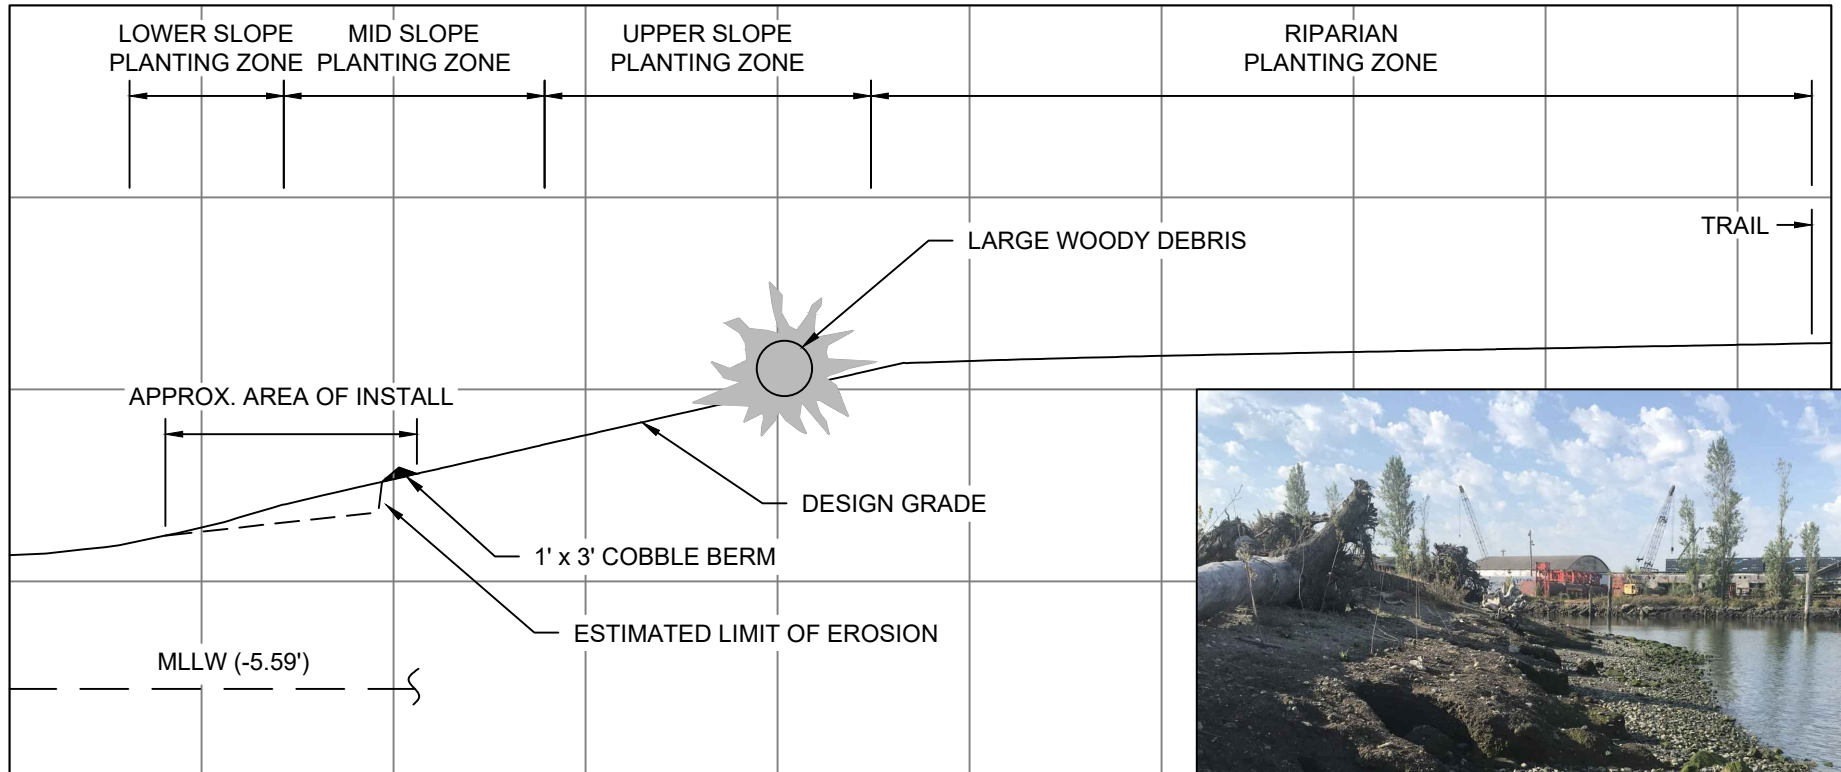 LOWER SLOPE
PLANTING ZONE
MID SLOPE
PLANTING ZONE
UPPER SLOPE
PLANTING ZONE
RIPARIAN
PLANTING ZONE
TRAIL
LARGE WOODY DEBRIS
APPROX. AREA OF INSTALL
DESIGN GRADE
1' x 3' COBBLE BERM
ESTIMATED LIMIT OF EROSION
MLLW (-5.59')